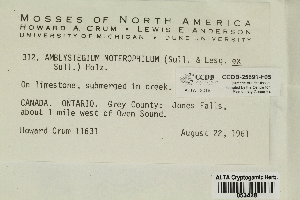 MOSSES OF NORTH AMERICA
HOWARD A. CRUM • LEWIS E. ANDERSON
UNIVERSITY OF MICHIGAN • DUKE UNIVERSITY
312. AMBLYSTEGIUM NOTEROPHILUM (Sull. & Lesq. ex
Sull.) Holz.
CCDB-25691-H05
On limestone, submerged in creek.
CANADA. ONTARIO. Grey County: Jones Falls,
about 1 mile west of Owen Sound.
Howard Crum 11631
August 22, 1961
ALTA Cryptogamic Herb.